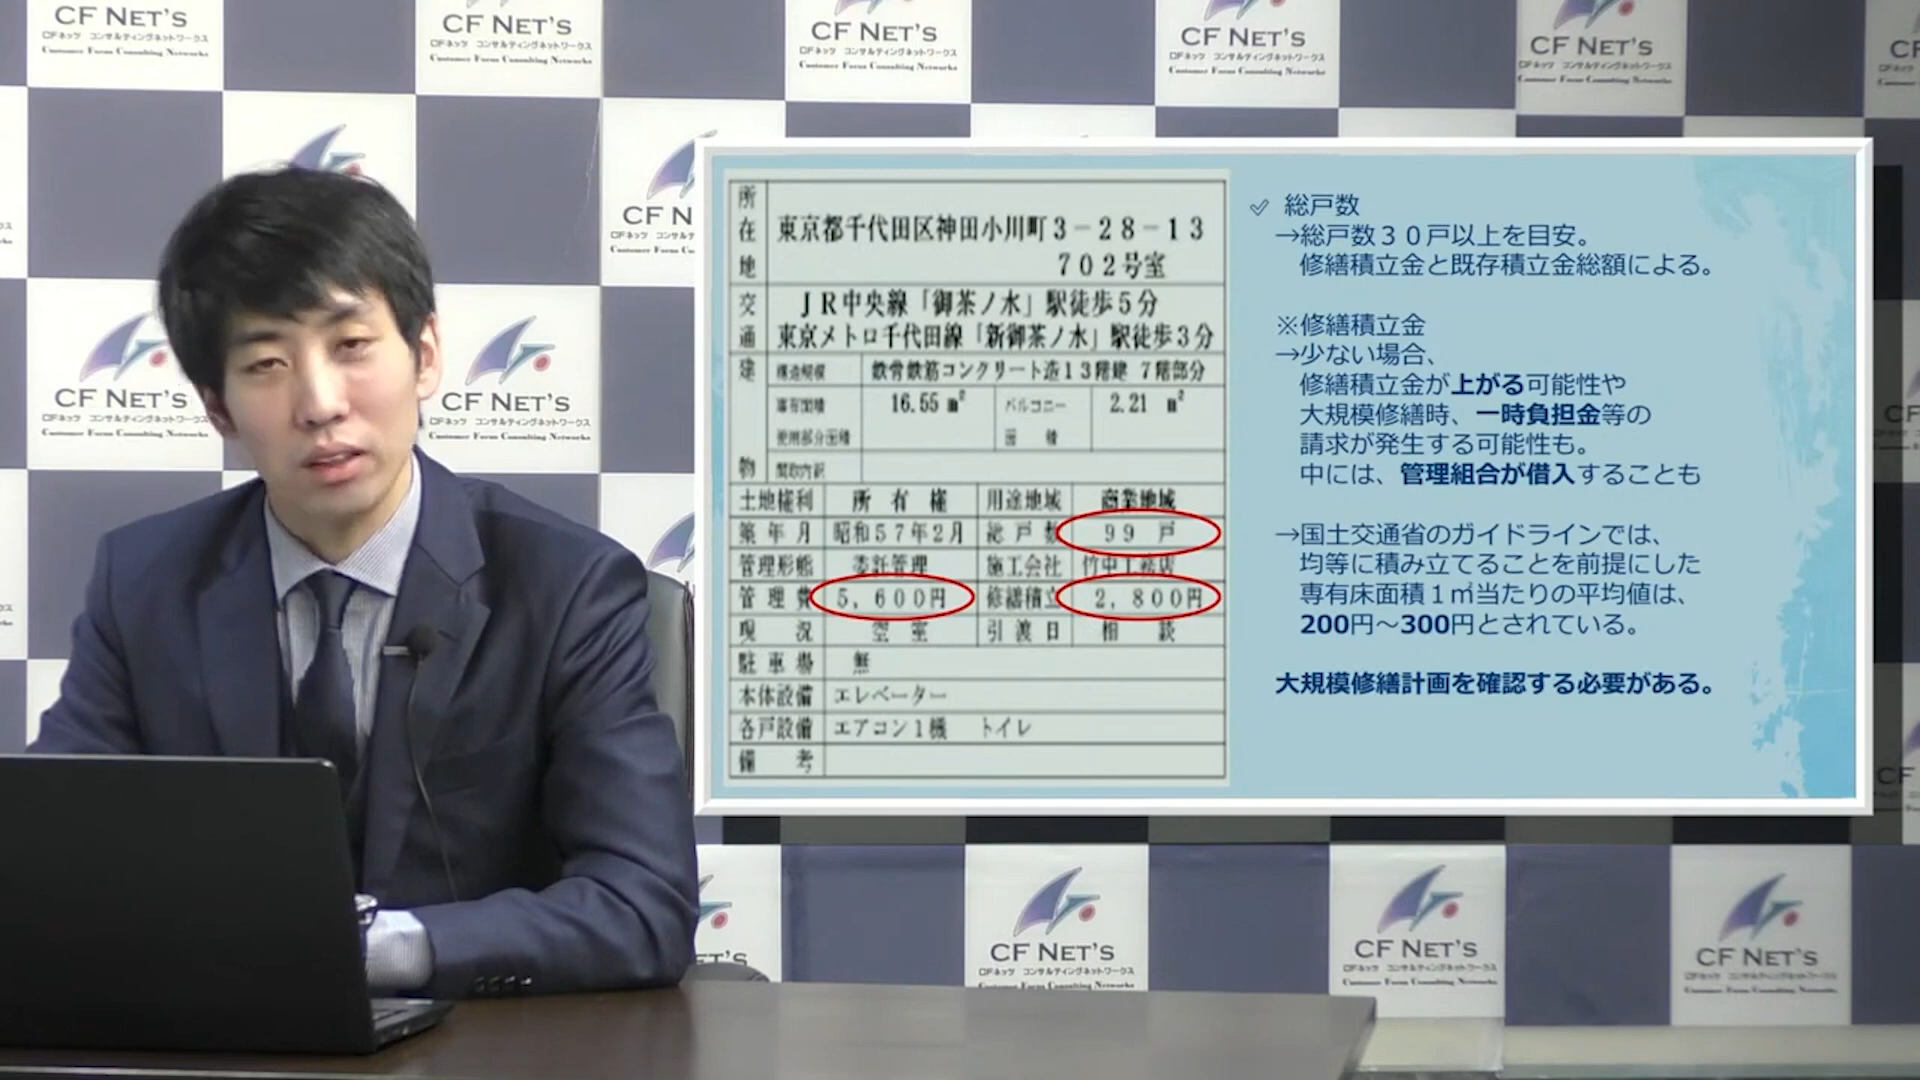 CF NET'S
CFネッツ コンサルティングネットワークス
Customer Focus Consulting Networks
所在地
東京都千代田区神田小川町3-28-13
702号室
交通
JR中央線「御茶ノ水」駅徒歩5分
東京メトロ千代田線「新御茶ノ水」駅徒歩3分
建物
構造規模 鉄骨鉄筋コンクリート造13階建 7階部分
専有面積 16.55㎡ バルコニー面積 2.21㎡
使用部分面積
間取内訳
土地権利 所有権 用途地域 商業地域
築年月 昭和57年2月 総戸数 99戸
管理形態 委託管理 施工会社 竹中工務店
管理費 5,600円 修繕積立 2,800円
現況 空室 引渡日 相談
駐車場 無
本体設備 エレベーター
各戸設備 エアコン1機 トイレ
備考
✓ 総戸数
→総戸数30戸以上を目安。
修繕積立金と既存積立金総額による。
※修繕積立金
→少ない場合、
修繕積立金が上がる可能性や
大規模修繕時、一時負担金等の
請求が発生する可能性も。
中には、管理組合が借入することも
→国土交通省のガイドラインでは、
均等に積み立てることを前提にした
専有床面積1㎡当たりの平均値は、
200円～300円とされている。
大規模修繕計画を確認する必要がある。